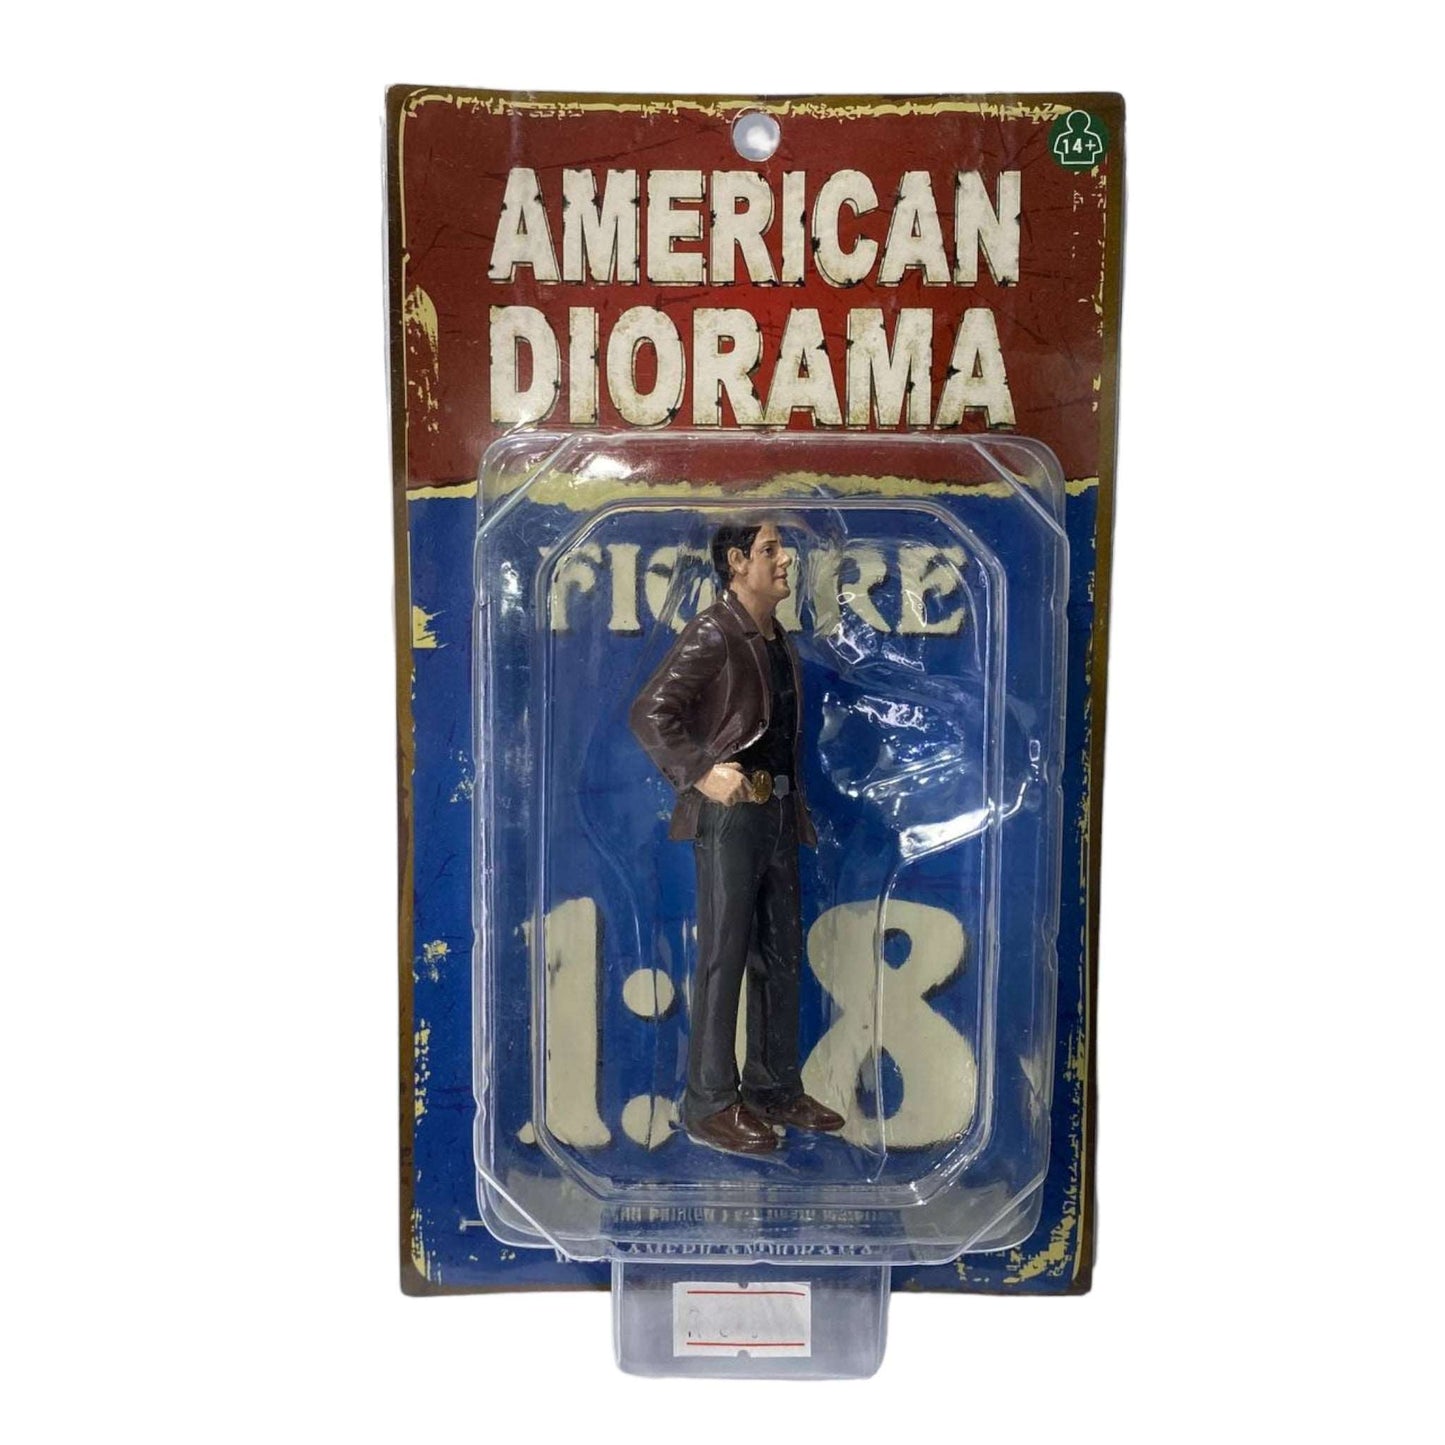 14+
AMERICAN
DIORAMA
FIGURE
1:18